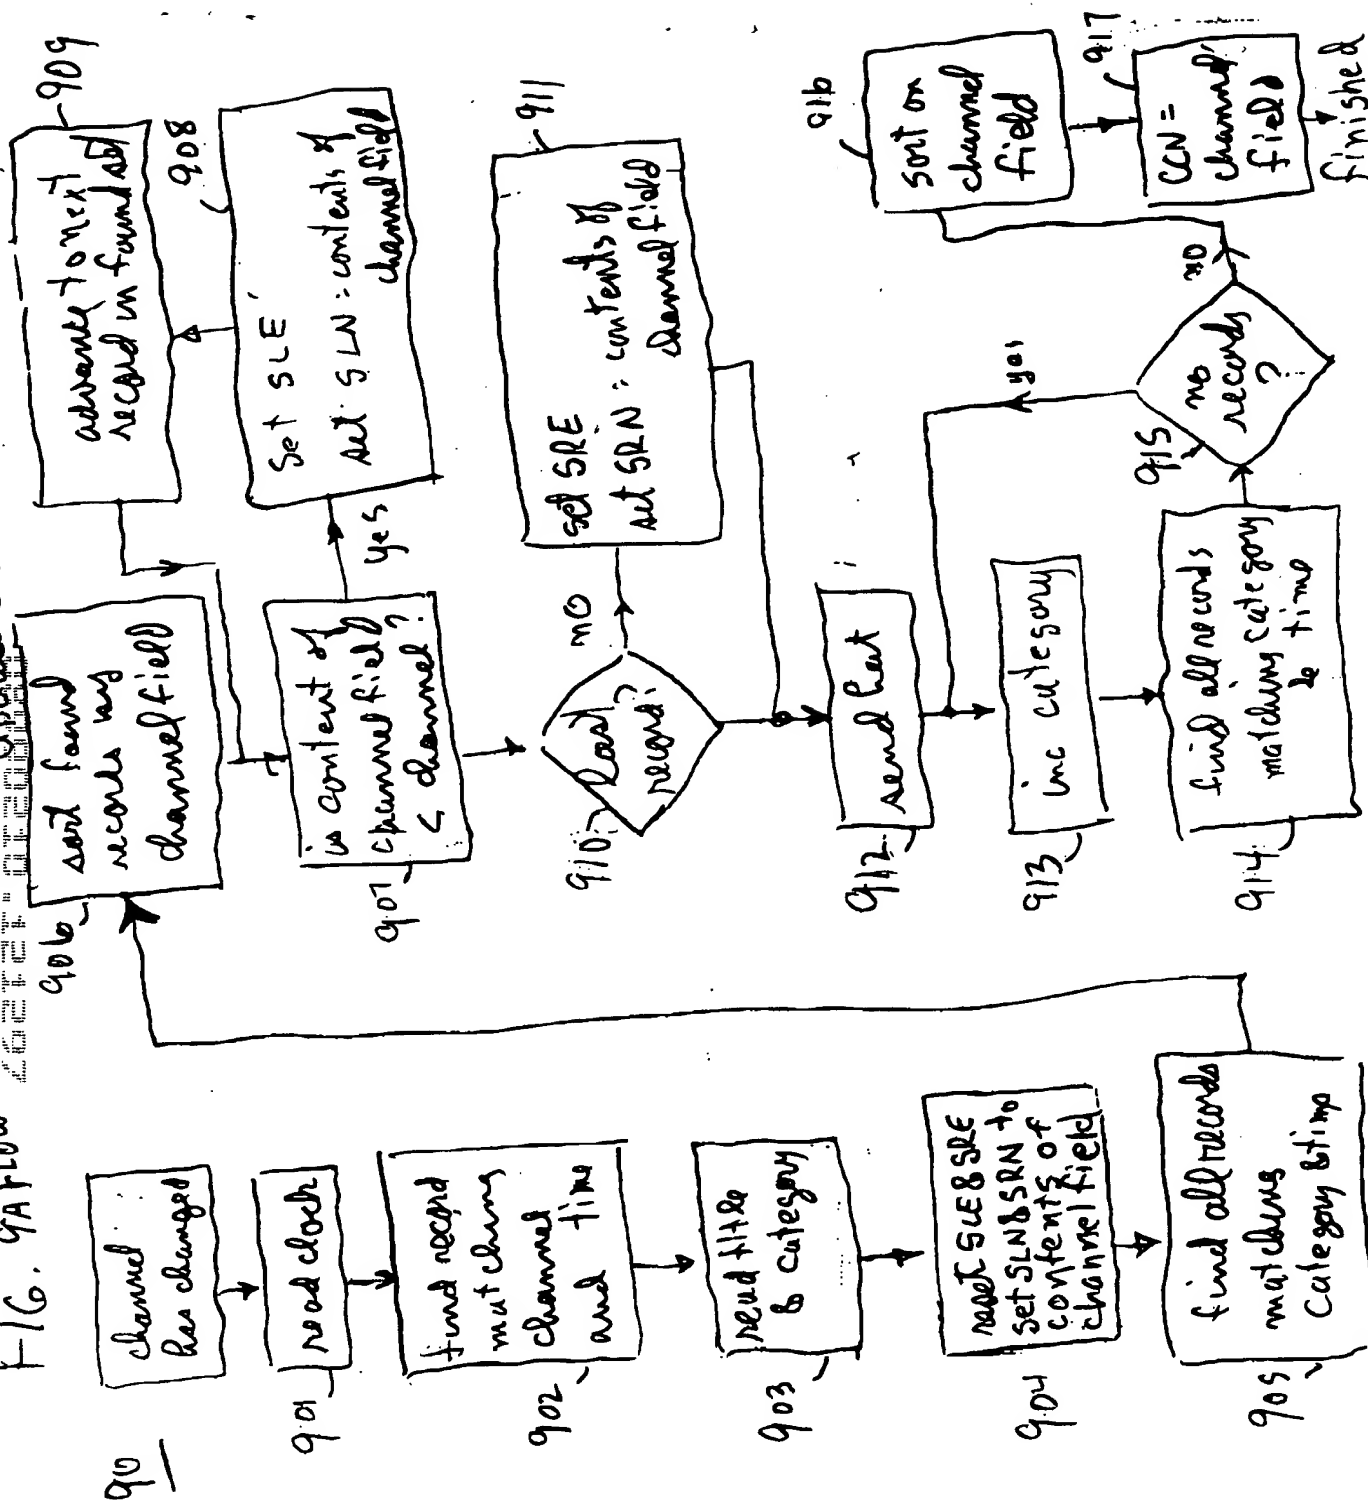 FIG. 9A FLOW
90
channel
has changed
901
read clock
902
find record
matching
channel
and time
903
read title
& category
904
reset SLE & SRE
set SLN & SRN to
contents of
channel field
905
find all records
matching
category & time
906
sort found
records by
channel field
907
is content of
channel field
< channel?
yes
908
Set SLE
set SLN = contents of
channel field
909
advance to next
record in found set
910
last
record?
no
911
set SRE
set SRN = contents of
channel field
912
send hat
913
inc category
914
find all records
matching category
& time
915
no
records
?
yes
no
916
sort on
channel
field
917
CCN =
channel
field
finished